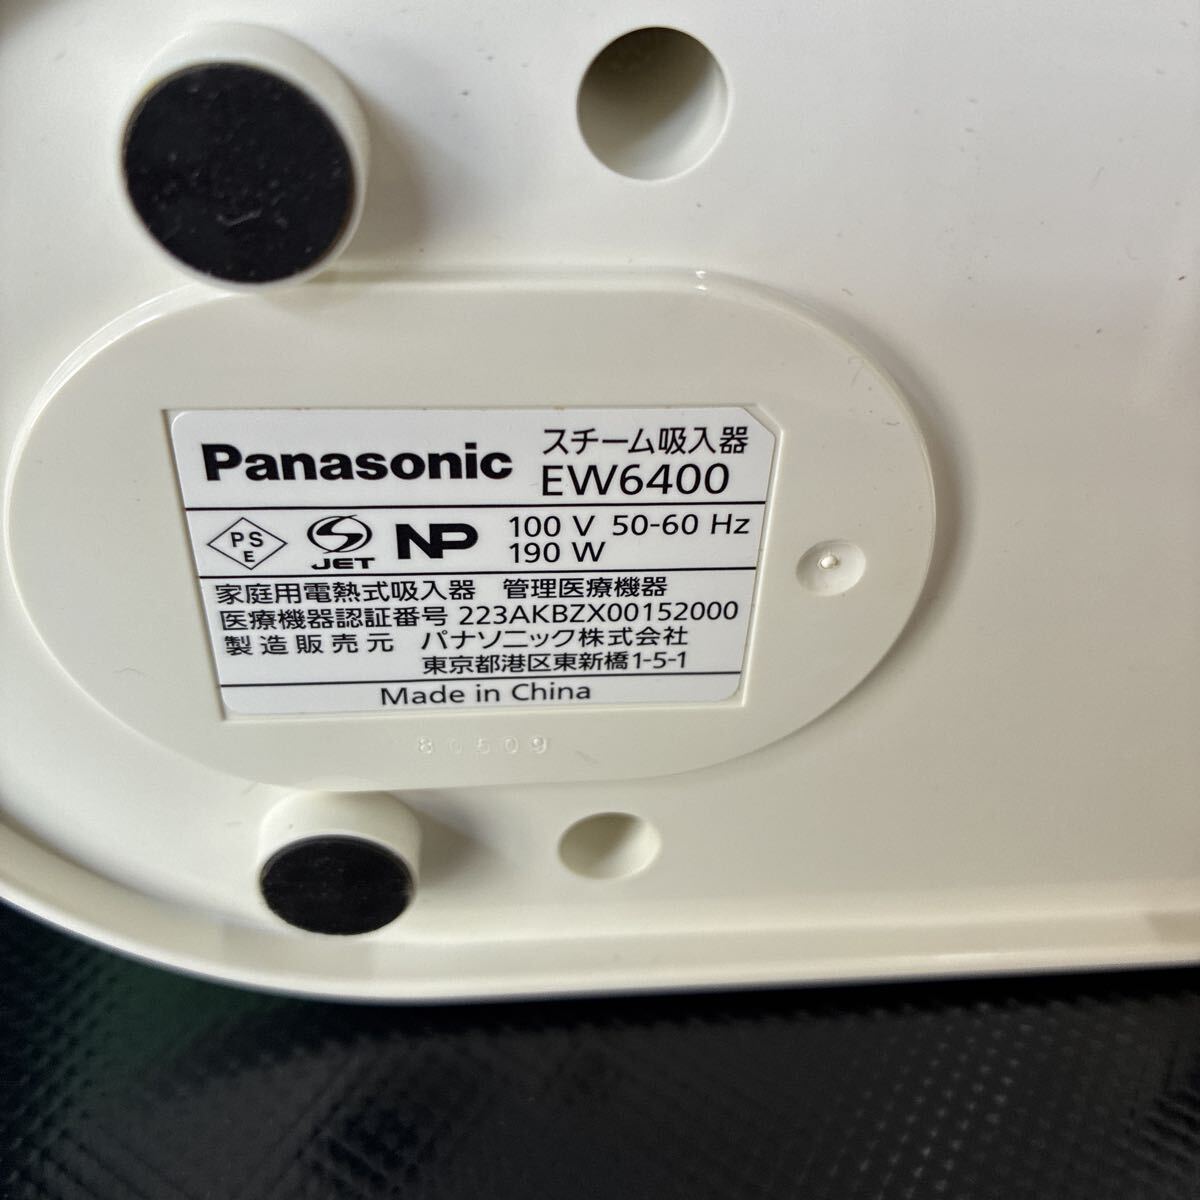 Panasonic スチーム吸入器
EW6400
PSE JET NP 100 V 50-60 Hz
190 W
家庭用電熱式吸入器 管理医療機器
医療機器認証番号 223AKBZX00152000
製造販売元 パナソニック株式会社
東京都港区東新橋1-5-1
Made in China
80509